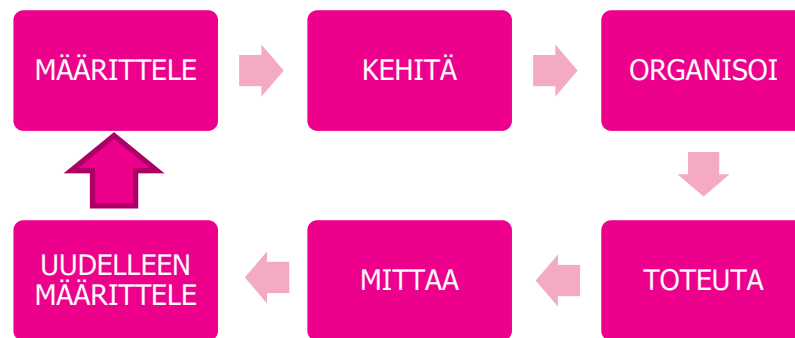 MÄÄRITTELE
KEHITÄ
ORGANISOI
UUDELLEEN
MÄÄRITTELE
MITTAA
TOTEUTA